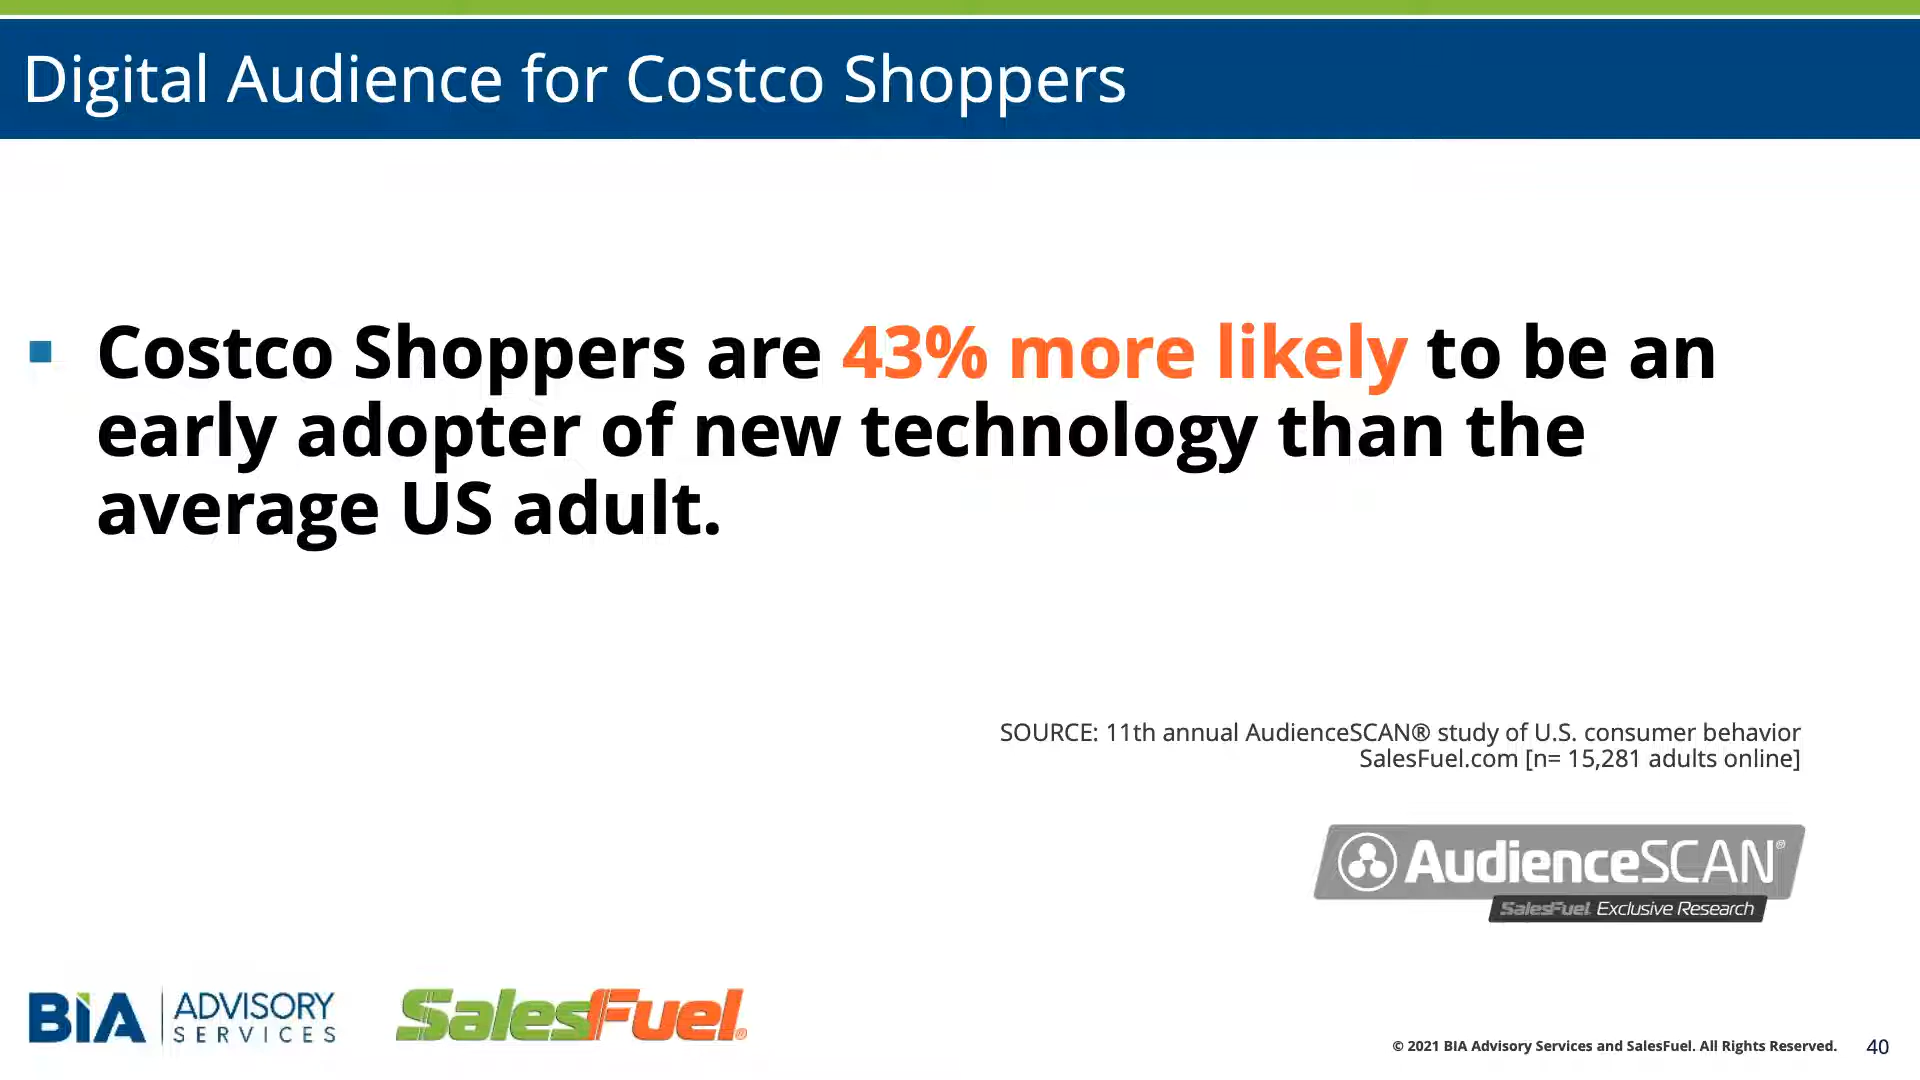 Digital Audience for Costco Shoppers
▪ Costco Shoppers are 43% more likely to be an
early adopter of new technology than the
average US adult.
SOURCE: 11th annual AudienceSCAN® study of U.S. consumer behavior
SalesFuel.com [n= 15,281 adults online]
AudienceSCAN®
SalesFuel Exclusive Research
BIA ADVISORY
SERVICES
SalesFuel®
© 2021 BIA Advisory Services and SalesFuel. All Rights Reserved. 40